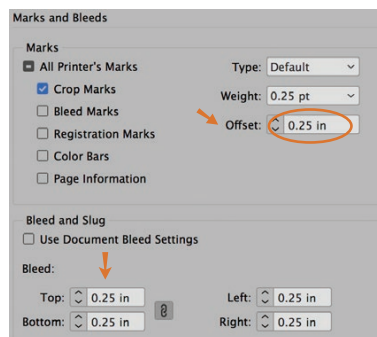 Marks and Bleeds
Marks
All Printer's Marks
Type: Default
Crop Marks
Weight: 0.25 pt
Bleed Marks
Offset: 0.25 in
Registration Marks
Color Bars
Page Information
Bleed and Slug
Use Document Bleed Settings
Bleed:
Top: 0.25 in Left: 0.25 in
Bottom: 0.25 in Right: 0.25 in